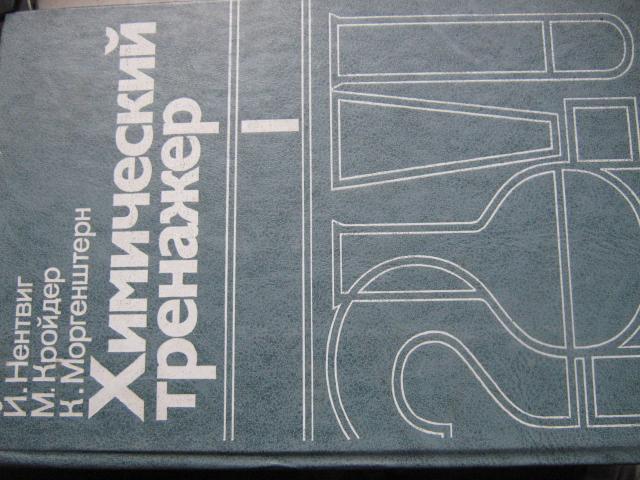 Й. Нентвиг
М. Кройдер
К. Моргенштерн
Химический
тренажер
I